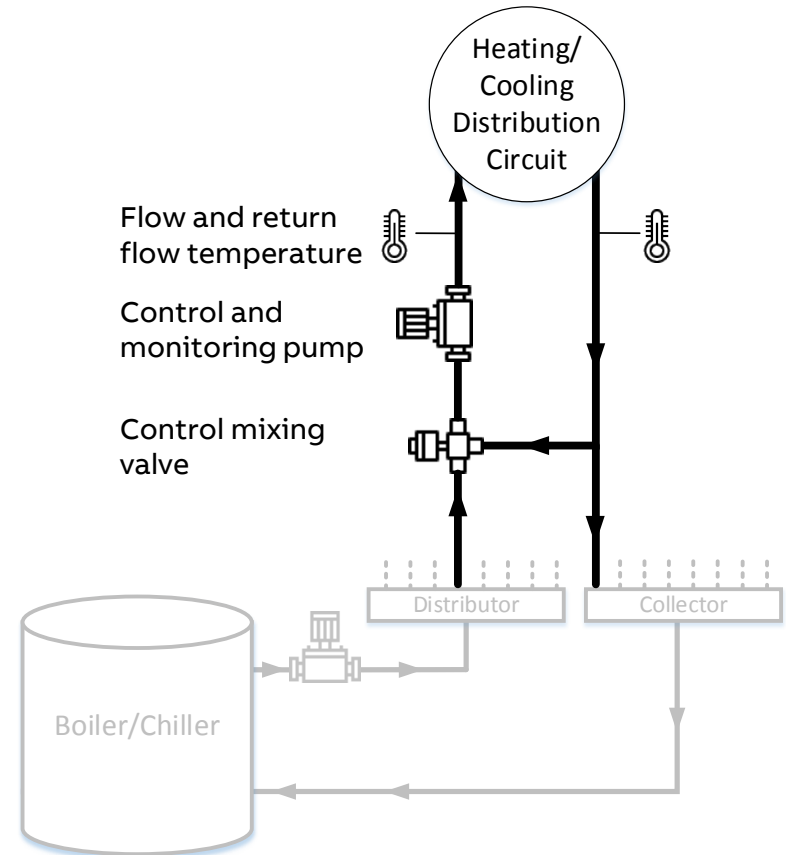 Heating/
Cooling
Distribution
Circuit
Flow and return
flow temperature
Control and
monitoring pump
Control mixing
valve
Distributor
Collector
Boiler/Chiller